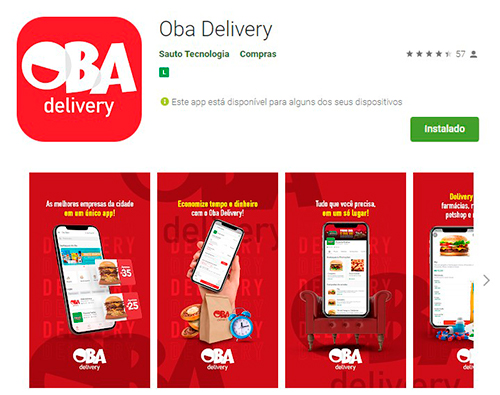 OBA
delivery
Oba Delivery
Sauto Tecnologia Compras
57
L
Este app está disponível para alguns dos seus dispositivos
Instalado
As melhores empresas da cidade
em um único app!
DELIVERY
35
25
OBA
delivery
Economize tempo e dinheiro
com o Oba Delivery!
OBA
delivery
Tudo que você precisa,
em um só lugar!
OBA
delivery
Delivery
farmácias,
petshop e